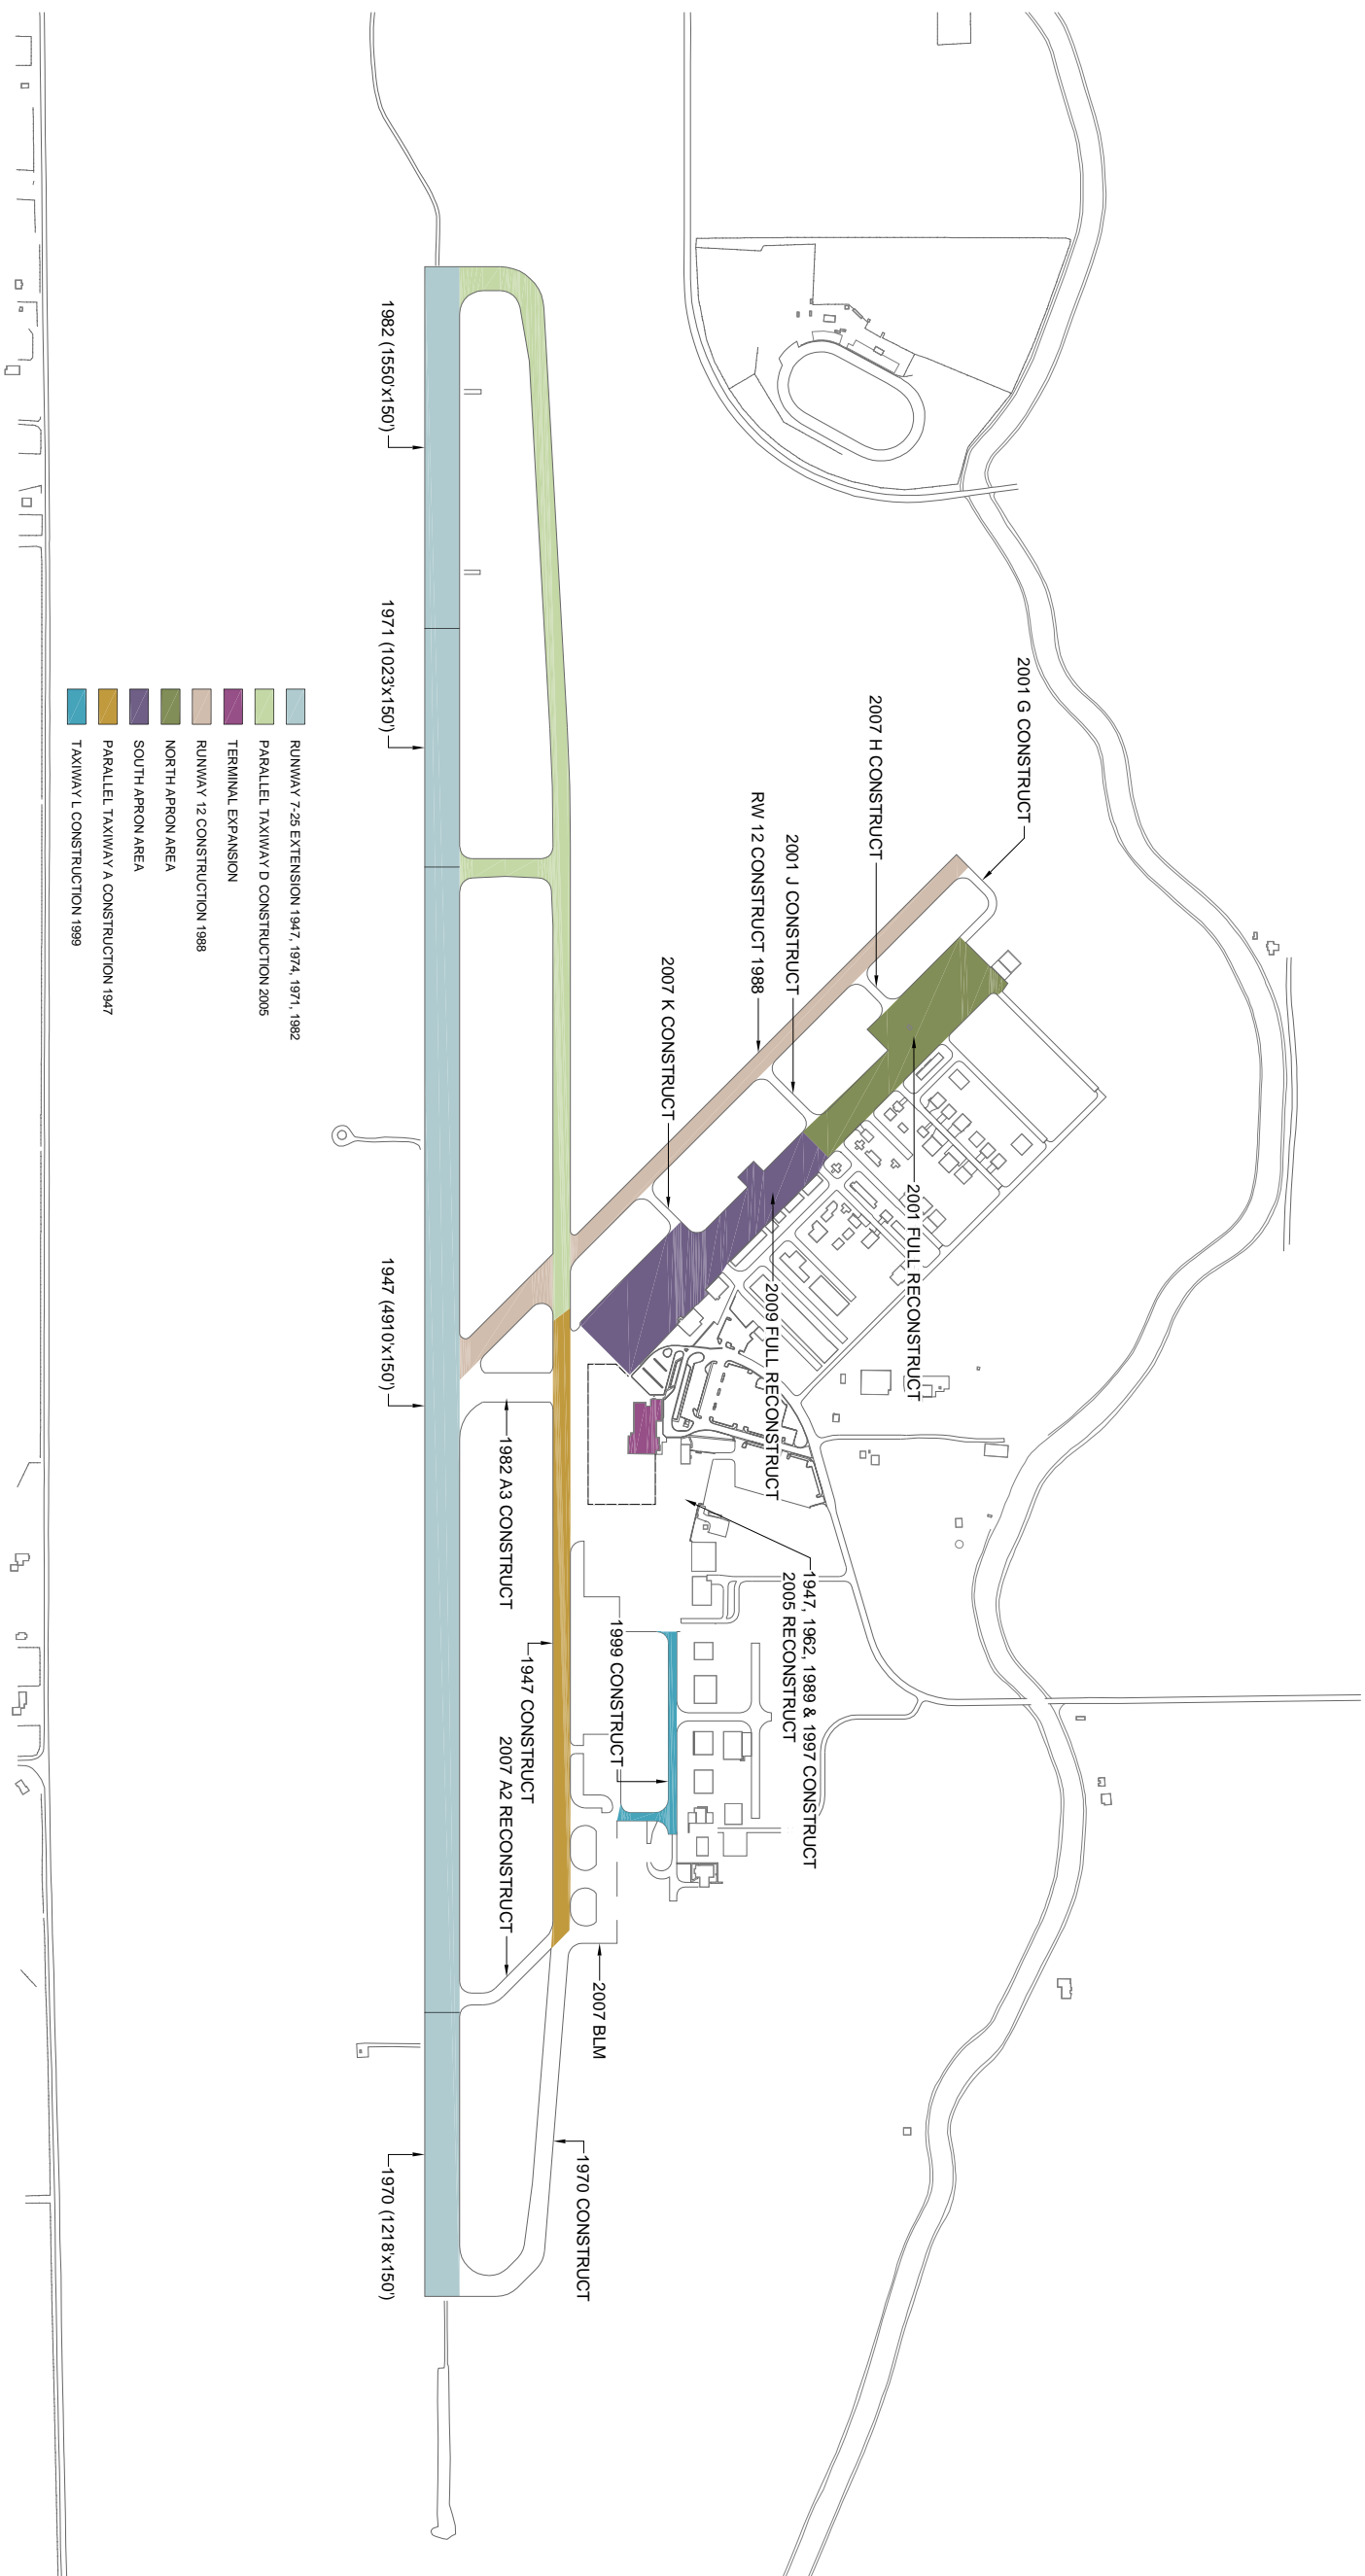 2001 G CONSTRUCT
2007 H CONSTRUCT
2001 J CONSTRUCT
RW 12 CONSTRUCT 1988
2007 K CONSTRUCT
2001 FULL RECONSTRUCT
2009 FULL RECONSTRUCT
1947, 1962, 1989 & 1997 CONSTRUCT
2005 RECONSTRUCT
1999 CONSTRUCT
2007 BLM
1970 CONSTRUCT
1947 CONSTRUCT
2007 A2 RECONSTRUCT
1982 A3 CONSTRUCT
1982 (1550'x150')
1971 (1023'x150')
1947 (4910'x150')
1970 (1218'x150')
RUNWAY 7-25 EXTENSION 1947, 1974, 1971, 1982
PARALLEL TAXIWAY D CONSTRUCTION 2005
TERMINAL EXPANSION
RUNWAY 12 CONSTRUCTION 1988
NORTH APRON AREA
SOUTH APRON AREA
PARALLEL TAXIWAY A CONSTRUCTION 1947
TAXIWAY L CONSTRUCTION 1999